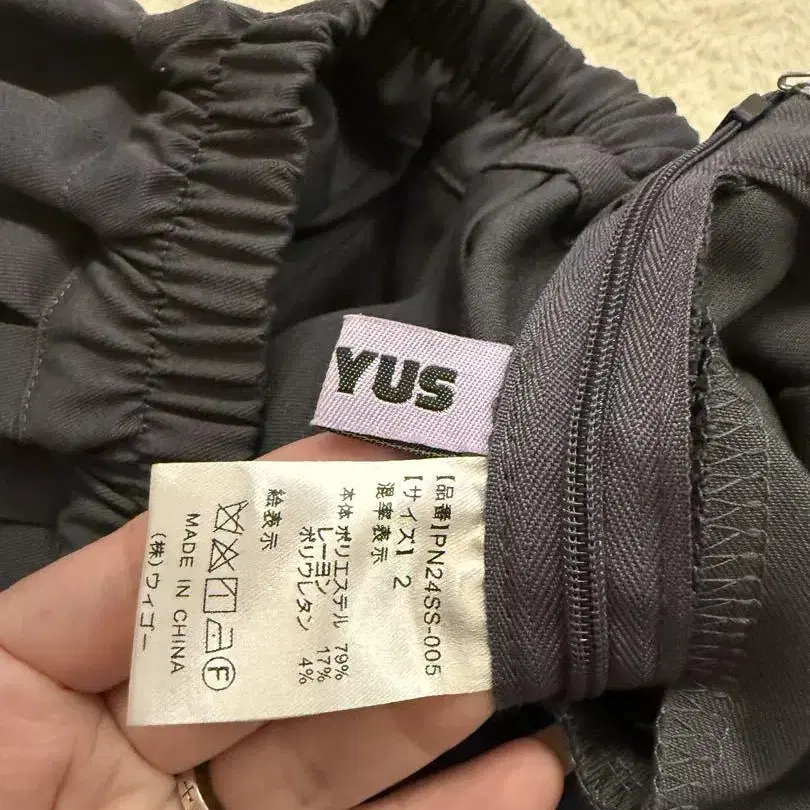 YUS
【品番】PN24SS-005
【サイズ】 2
混率表示
本体 ポリエステル 79%
レーヨン 17%
ポリウレタン 4%
絵表示
F
MADE IN CHINA
(株)ウィゴー